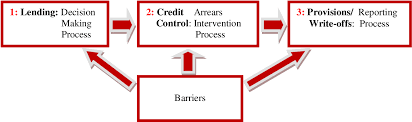 1: Lending: Decision
Making
Process
2: Credit Arrears
Control: Intervention
Process
3: Provisions/ Reporting
Write-offs: Process
Barriers